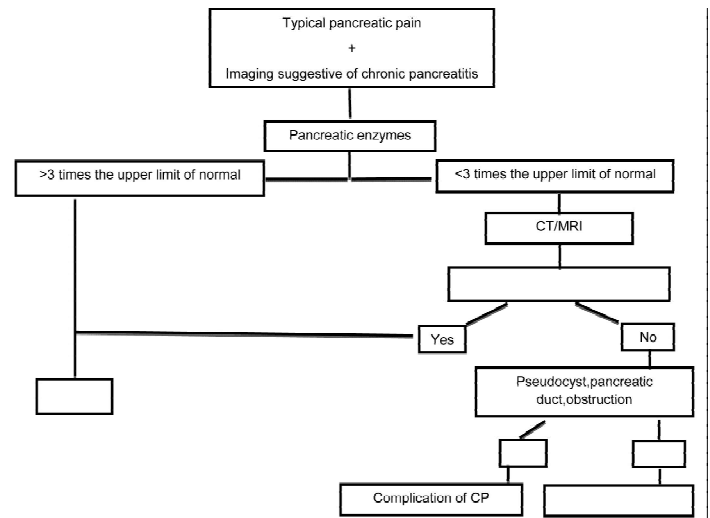 Typical pancreatic pain
+
Imaging suggestive of chronic pancreatitis
Pancreatic enzymes
>3 times the upper limit of normal
<3 times the upper limit of normal
CT/MRI
Yes
No
Pseudocyst,pancreatic
duct,obstruction
Complication of CP